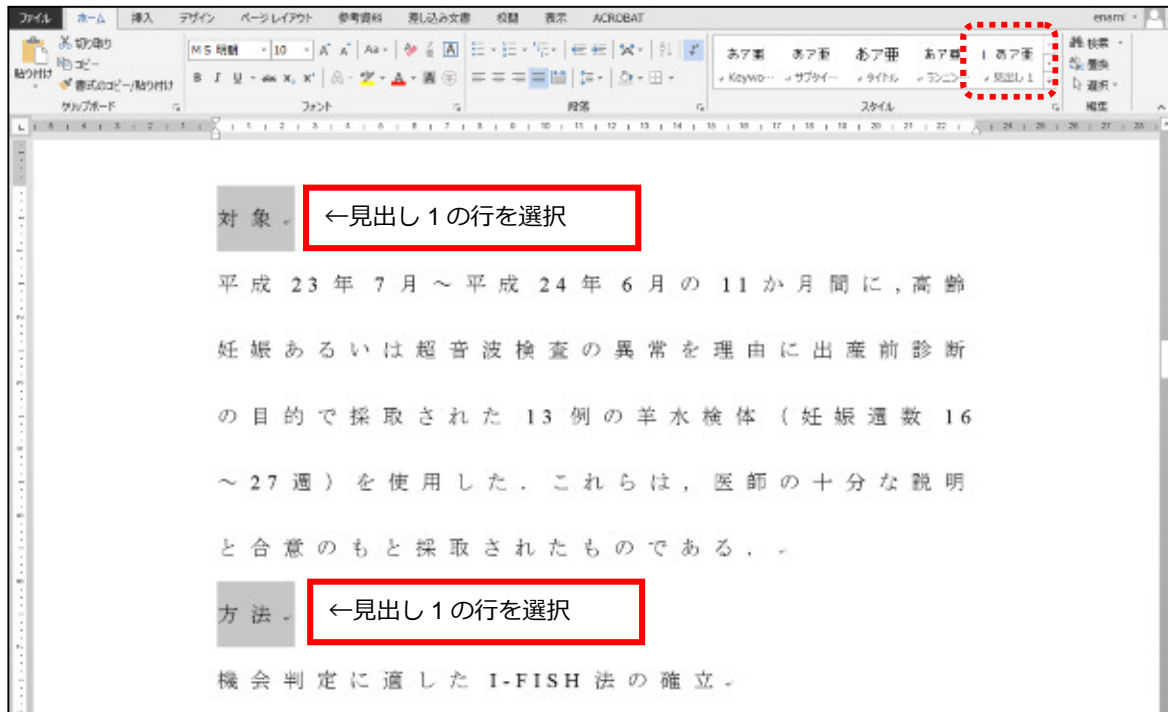 ファイル ホーム 挿入 デザイン ページ レイアウト 参考資料 差し込み文書 校閲 表示 ACROBAT enami
切り取り
コピー
書式のコピー/貼り付け
貼り付け
クリップボード
MS 明朝 10
フォント
段落
あア亜 あア亜 あア亜 あア亜 1 あア亜
Keywo… サブタイ… タイトル 見出し 1
スタイル
検索
置換
選択
編集
対象
←見出し1の行を選択
平成 23年 7月～平成 24年 6月の 11か月間に,高齢
妊娠あるいは超音波検査の異常を理由に出産前診断
の目的で採取された 13 例の羊水検体（妊娠週数 16
～27週）を使用した. これらは, 医師の十分な説明
と合意のもと採取されたものである.
方法
←見出し1の行を選択
機会判定に適した I-FISH 法の確立